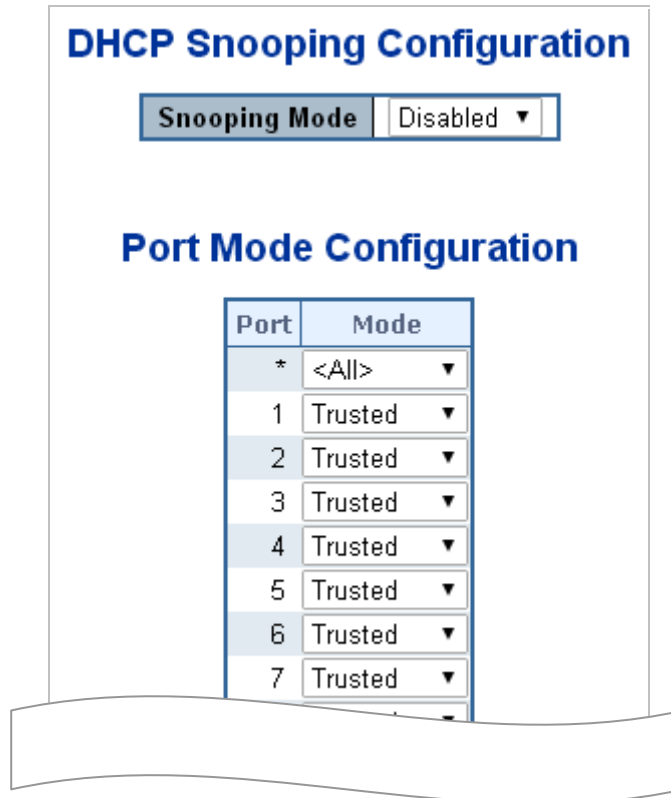 DHCP Snooping Configuration
Snooping Mode Disabled
Port Mode Configuration
Port Mode
* <All>
1 Trusted
2 Trusted
3 Trusted
4 Trusted
5 Trusted
6 Trusted
7 Trusted